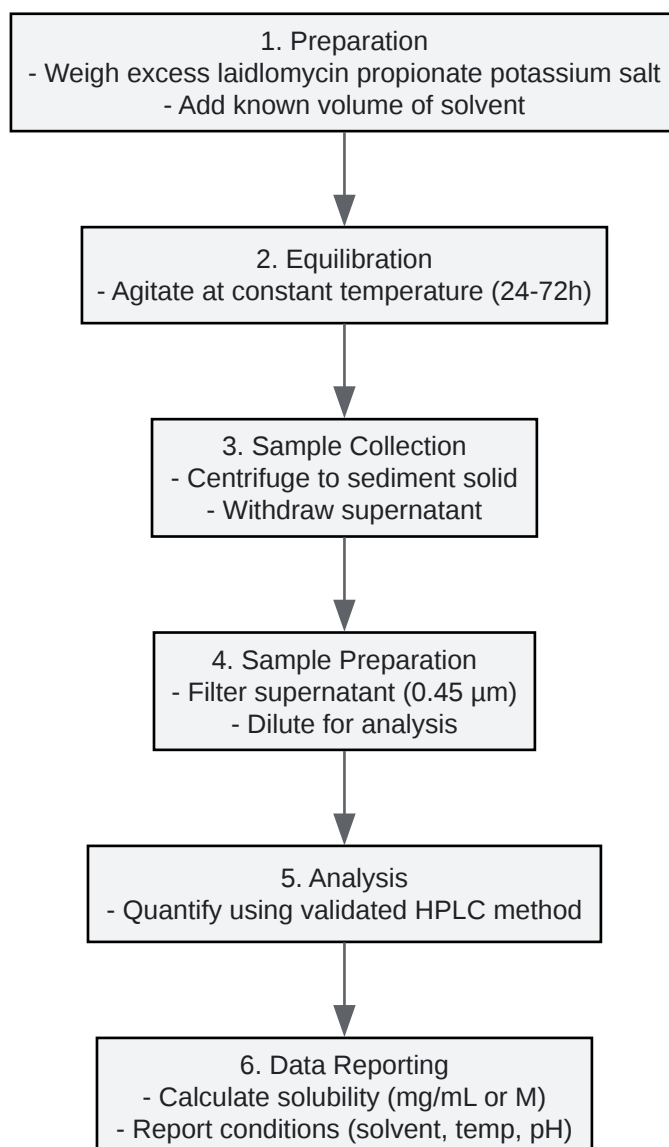 1. Preparation
- Weigh excess laidlomycin propionate potassium salt
- Add known volume of solvent
2. Equilibration
- Agitate at constant temperature (24-72h)
3. Sample Collection
- Centrifuge to sediment solid
- Withdraw supernatant
4. Sample Preparation
- Filter supernatant (0.45 µm)
- Dilute for analysis
5. Analysis
- Quantify using validated HPLC method
6. Data Reporting
- Calculate solubility (mg/mL or M)
- Report conditions (solvent, temp, pH)